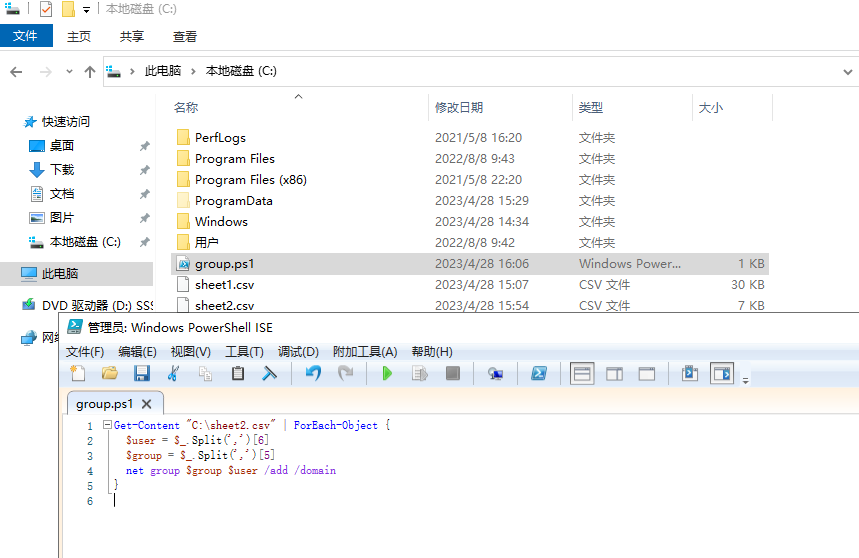 本地磁盘 (C:)
文件 主页 共享 查看
此电脑 本地磁盘 (C:)
名称 修改日期 类型 大小
快速访问
桌面
下载
文档
图片
本地磁盘 (C:)
此电脑
DVD 驱动器 (D:) SS
网络
PerfLogs 2021/5/8 16:20 文件夹
Program Files 2022/8/8 9:43 文件夹
Program Files (x86) 2021/5/8 22:20 文件夹
ProgramData 2023/4/28 15:29 文件夹
Windows 2023/4/28 14:34 文件夹
用户 2022/8/8 9:42 文件夹
group.ps1 2023/4/28 16:06 Windows Power... 1 KB
sheet1.csv 2023/4/28 15:07 CSV 文件 30 KB
sheet2.csv 2023/4/28 15:54 CSV 文件 7 KB
管理员: Windows PowerShell ISE
文件(F) 编辑(E) 视图(V) 工具(T) 调试(D) 附加工具(A) 帮助(H)
group.ps1
1 Get-Content "C:\sheet2.csv" | ForEach-Object {
2 $user = $_.Split(',')[6]
3 $group = $_.Split(',')[5]
4 net group $group $user /add /domain
5 }
6